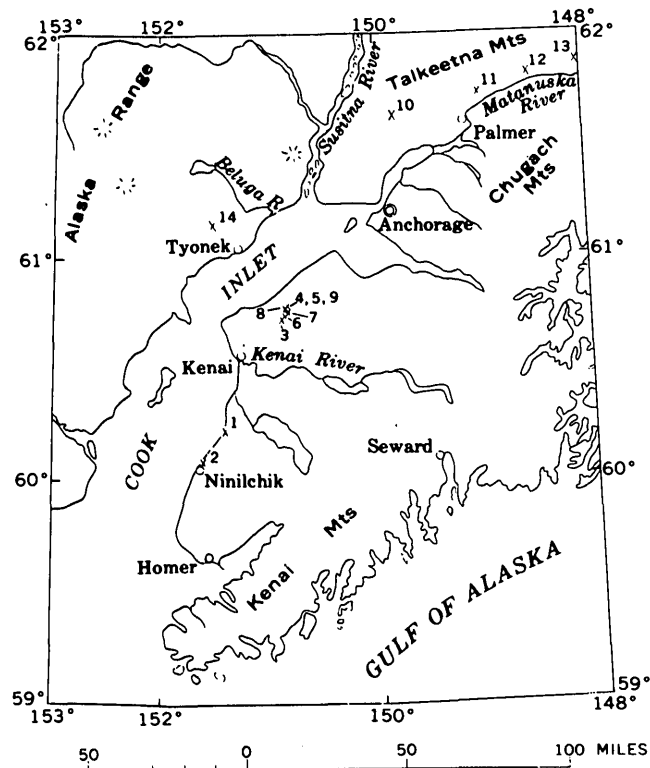 153° 152° 150° 148°
62° 62°
Alaska Range
Susitna River
Talkeetna Mts
13
12
11
10
Matanuska River
Palmer
Chugach Mts
Beluga R.
14
Anchorage
Tyonek
61° 61°
COOK INLET
4,5,9
8 7
6
3
Kenai
Kenai River
1
Seward
2
60° 60°
Ninilchik
Kenai Mts
Homer
GULF OF ALASKA
59° 59°
153° 152° 150° 148°
50 0 50 100 MILES